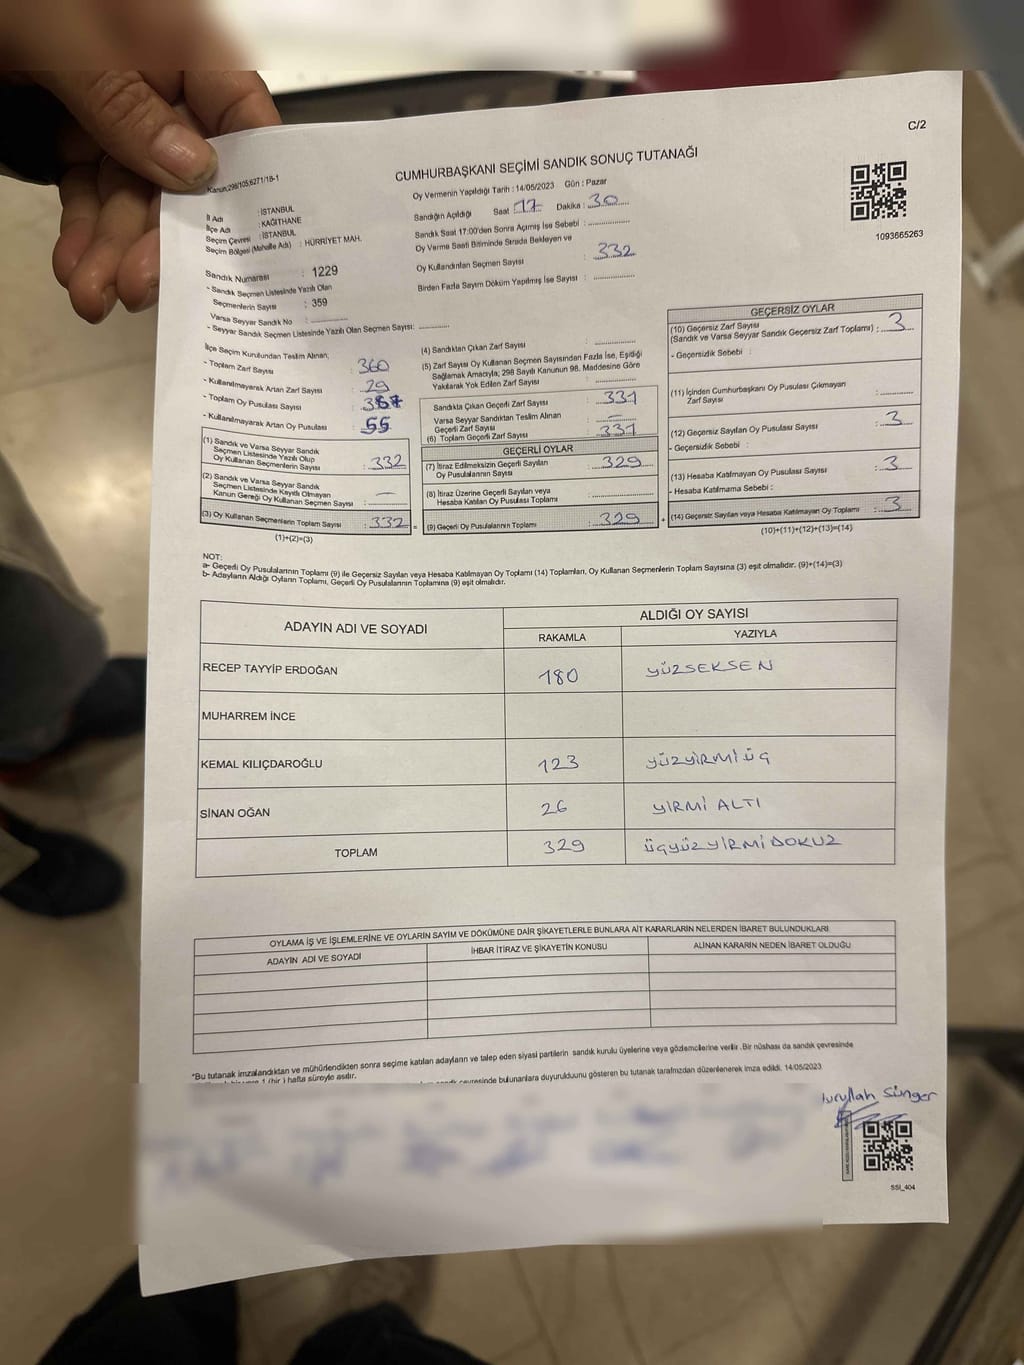 C/2
Kanun;298/105;6271/18-1
CUMHURBAŞKANI SEÇİMİ SANDIK SONUÇ TUTANAĞI
Oy Vermenin Yapıldığı Tarih : 14/05/2023 Gün : Pazar
İl Adı : İSTANBUL
İlçe Adı : KAĞITHANE
Seçim Çevresi : İSTANBUL
Seçim Bölgesi (Mahalle Adı) : HÜRRİYET MAH.
Sandığın Açıldığı Saat : 17 Dakika : 30
Sandık Saat 17:00'den Sonra Açılmış İse Sebebi :
Oy Verme Saati Bitiminde Sırada Bekleyen ve
Oy Kullandırılan Seçmen Sayısı : 332
Birden Fazla Sayım Döküm Yapılmış İse Sayısı :
1093665263
Sandık Numarası : 1229
- Sandık Seçmen Listesinde Yazılı Olan
Seçmenlerin Sayısı : 359
Varsa Seyyar Sandık No :
- Seyyar Sandık Seçmen Listesinde Yazılı Olan Seçmen Sayısı:
İlçe Seçim Kurulundan Teslim Alınan;
- Toplam Zarf Sayısı : 360
- Kullanılmayarak Artan Zarf Sayısı : 29
- Toplam Oy Pusulası Sayısı : 387
- Kullanılmayarak Artan Oy Pusulası : 55
(1) Sandık ve Varsa Seyyar Sandık
Seçmen Listesinde Yazılı Olup
Oy Kullanan Seçmenlerin Sayısı : 332
(2) Sandık ve Varsa Seyyar Sandık
Seçmen Listesinde Kayıtlı Olmayan
Kanun Gereği Oy Kullanan Seçmen Sayısı : —
(3) Oy Kullanan Seçmenlerin Toplam Sayısı : 332 =
(1)+(2)=(3)
(4) Sandıktan Çıkan Zarf Sayısı :
(5) Zarf Sayısı Oy Kullanan Seçmen Sayısından Fazla İse, Eşitliği
Sağlamak Amacıyla; 298 Sayılı Kanunun 98. Maddesine Göre
Yakılarak Yok Edilen Zarf Sayısı :
Sandıkta Çıkan Geçerli Zarf Sayısı : 331
Varsa Seyyar Sandıktan Teslim Alınan
Geçerli Zarf Sayısı : —
(6) Toplam Geçerli Zarf Sayısı : 331
GEÇERLİ OYLAR
(7) İtiraz Edilmeksizin Geçerli Sayılan
Oy Pusulasının Sayısı : 329
(8) İtiraz Üzerine Geçerli Sayılan veya
Hesaba Katılan Oy Pusulası Toplamı :
(9) Geçerli Oy Pusulalarının Toplamı : 329 +
GEÇERSİZ OYLAR
(10) Geçersiz Zarf Sayısı
(Sandık ve Varsa Seyyar Sandık Geçersiz Zarf Toplamı) : 3
- Geçersizlik Sebebi :
(11) İçinden Cumhurbaşkanı Oy Pusulası Çıkmayan
Zarf Sayısı :
(12) Geçersiz Sayılan Oy Pusulası Sayısı : 3
- Geçersizlik Sebebi :
(13) Hesaba Katılmayan Oy Pusulası Sayısı : 3
- Hesaba Katılmama Sebebi :
(14) Geçersiz Sayılan veya Hesaba Katılmayan Oy Toplamı : 3
(10)+(11)+(12)+(13)=(14)
NOT:
a- Geçerli Oy Pusulalarının Toplamı (9) ile Geçersiz Sayılan veya Hesaba Katılmayan Oy Toplamı (14) Toplamları, Oy Kullanan Seçmenlerin Toplam Sayısına (3) eşit olmalıdır. (9)+(14)=(3)
b- Adayların Aldığı Oyların Toplamı, Geçerli Oy Pusulalarının Toplamına (9) eşit olmalıdır.
ADAYIN ADI VE SOYADI
ALDIĞI OY SAYISI
RAKAMLA YAZIYLA
RECEP TAYYİP ERDOĞAN 180 YÜZSEKSEN
MUHARREM İNCE
KEMAL KILIÇDAROĞLU 123 YÜZYİRMİ ÜÇ
SİNAN OĞAN 26 YİRMİ ALTI
TOPLAM 329 ÜÇYÜZYİRMİDOKUZ
OYLAMA İŞ VE İŞLEMLERİNE VE OYLARIN SAYIM VE DÖKÜMÜNE DAİR ŞİKAYETLERLE BUNLARA AİT KARARLARIN NELERDEN İBARET BULUNDUKLARI
ADAYIN ADI VE SOYADI İHBAR İTİRAZ VE ŞİKAYETİN KONUSU ALINAN KARARIN NEDEN İBARET OLDUĞU
*Bu tutanak imzalandıktan ve mühürlendikten sonra seçime katılan adayların ve talep eden siyasi partilerin sandık kurulu üyelerine veya gözlemcilerine verilir .Bir nüshası da sandık çevresinde
1 (bir ) hafta süreyle asılır.
çevresinde bulunanlara duyurulduunu gösteren bu tutanak tarafımızdan düzenlenerek imza edildi. 14/05/2023
Sünger
SSI_404